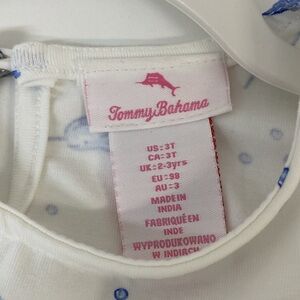 Tommy Bahama
US: 3T
CA: 3T
UK: 2-3yrs
EU: 98
AU: 3
MADE IN
INDIA
FABRIQUÉ EN
INDE
WYPRODUKOWANO
W INDIACH